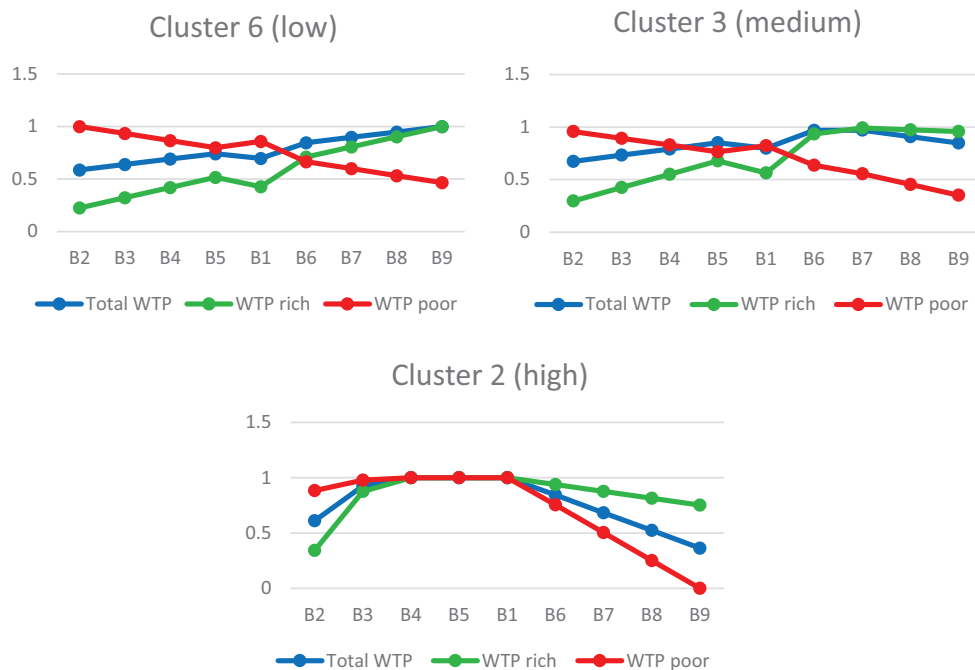 Cluster 6 (low)
1.5
1
0.5
0
B2 B3 B4 B5 B1 B6 B7 B8 B9
Total WTP WTP rich WTP poor
Cluster 3 (medium)
1.5
1
0.5
0
B2 B3 B4 B5 B1 B6 B7 B8 B9
Total WTP WTP rich WTP poor
Cluster 2 (high)
1.5
1
0.5
0
B2 B3 B4 B5 B1 B6 B7 B8 B9
Total WTP WTP rich WTP poor